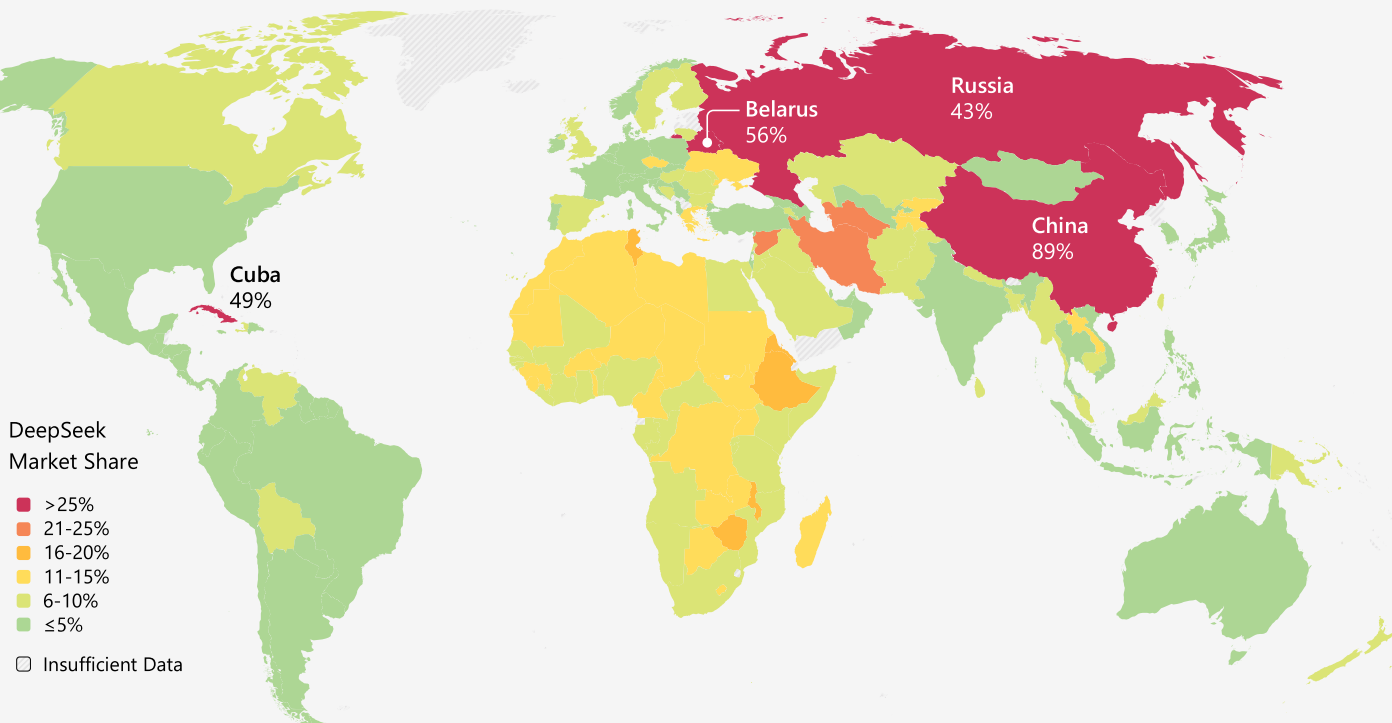 Russia
43%
Belarus
56%
China
89%
Cuba
49%
DeepSeek
Market Share
>25%
21-25%
16-20%
11-15%
6-10%
≤5%
Insufficient Data